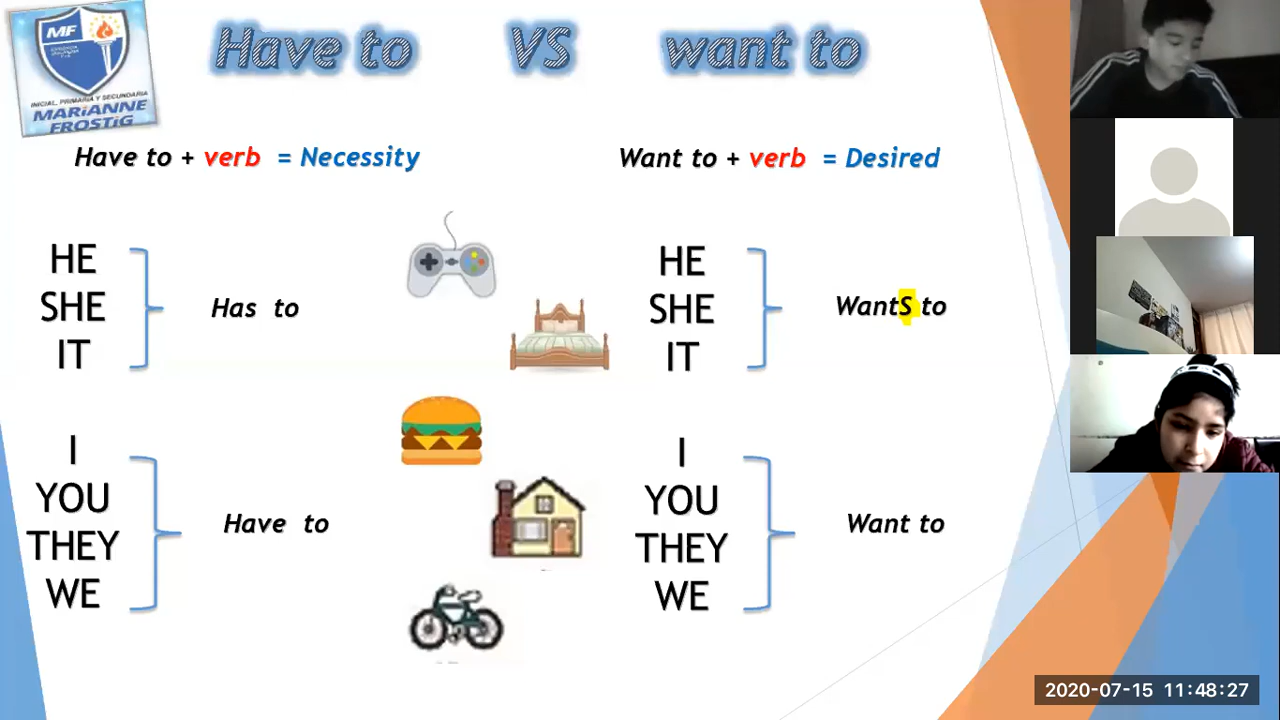 MF
INICIAL, PRIMARIA Y SECUNDARIA
MARIANNE
FROSTIG
Have to VS want to
Have to + verb = Necessity
Want to + verb = Desired
HE
SHE
IT
Has to
HE
SHE
IT
WantS to
I
YOU
THEY
WE
Have to
I
YOU
THEY
WE
Want to
2020-07-15 11:48:27